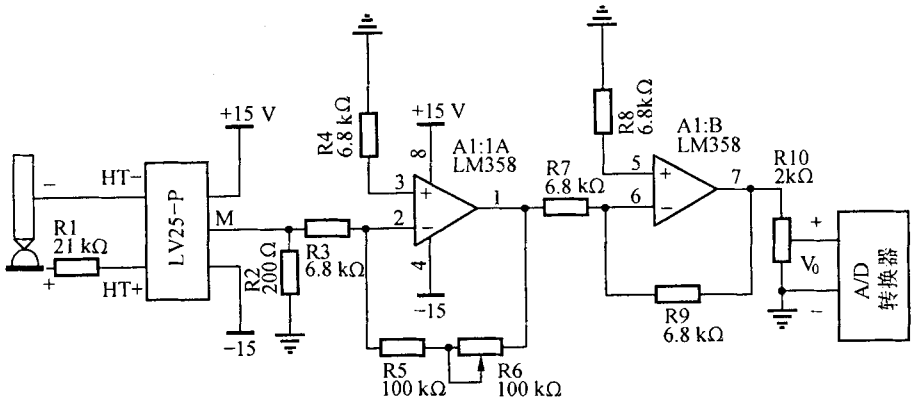 +15 V
HT−
−
R1
21 kΩ
+
HT+
LV25-P
M
−15
R2
200 Ω
R3
6.8 kΩ
R4
6.8 kΩ
+15 V
8
A1:1A
LM358
3
+
2
−
1
4
−15
R5
100 kΩ
R6
100 kΩ
R7
6.8 kΩ
R8
6.8kΩ
A1:B
LM358
5
+
6
−
7
R9
6.8 kΩ
R10
2kΩ
+
V0
−
A/D
转换器